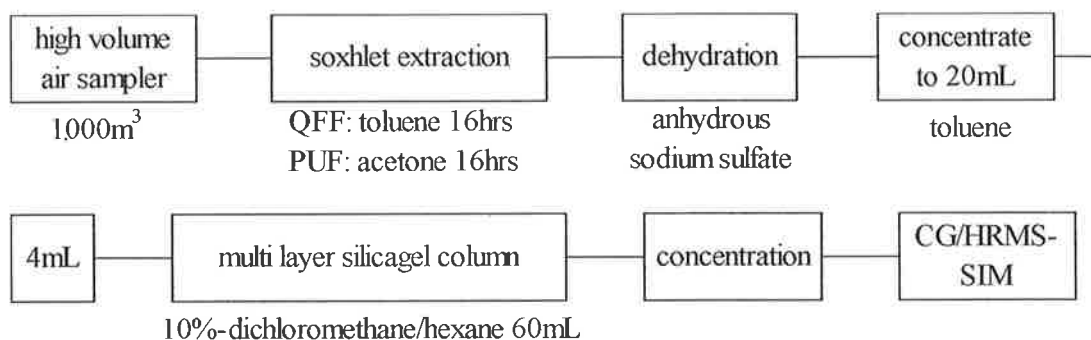 high volume
air sampler
1,000m³
soxhlet extraction
QFF: toluene 16hrs
PUF: acetone 16hrs
dehydration
anhydrous
sodium sulfate
concentrate
to 20mL
toluene
4mL
multi layer silicagel column
10%-dichloromethane/hexane 60mL
concentration
CG/HRMS-
SIM